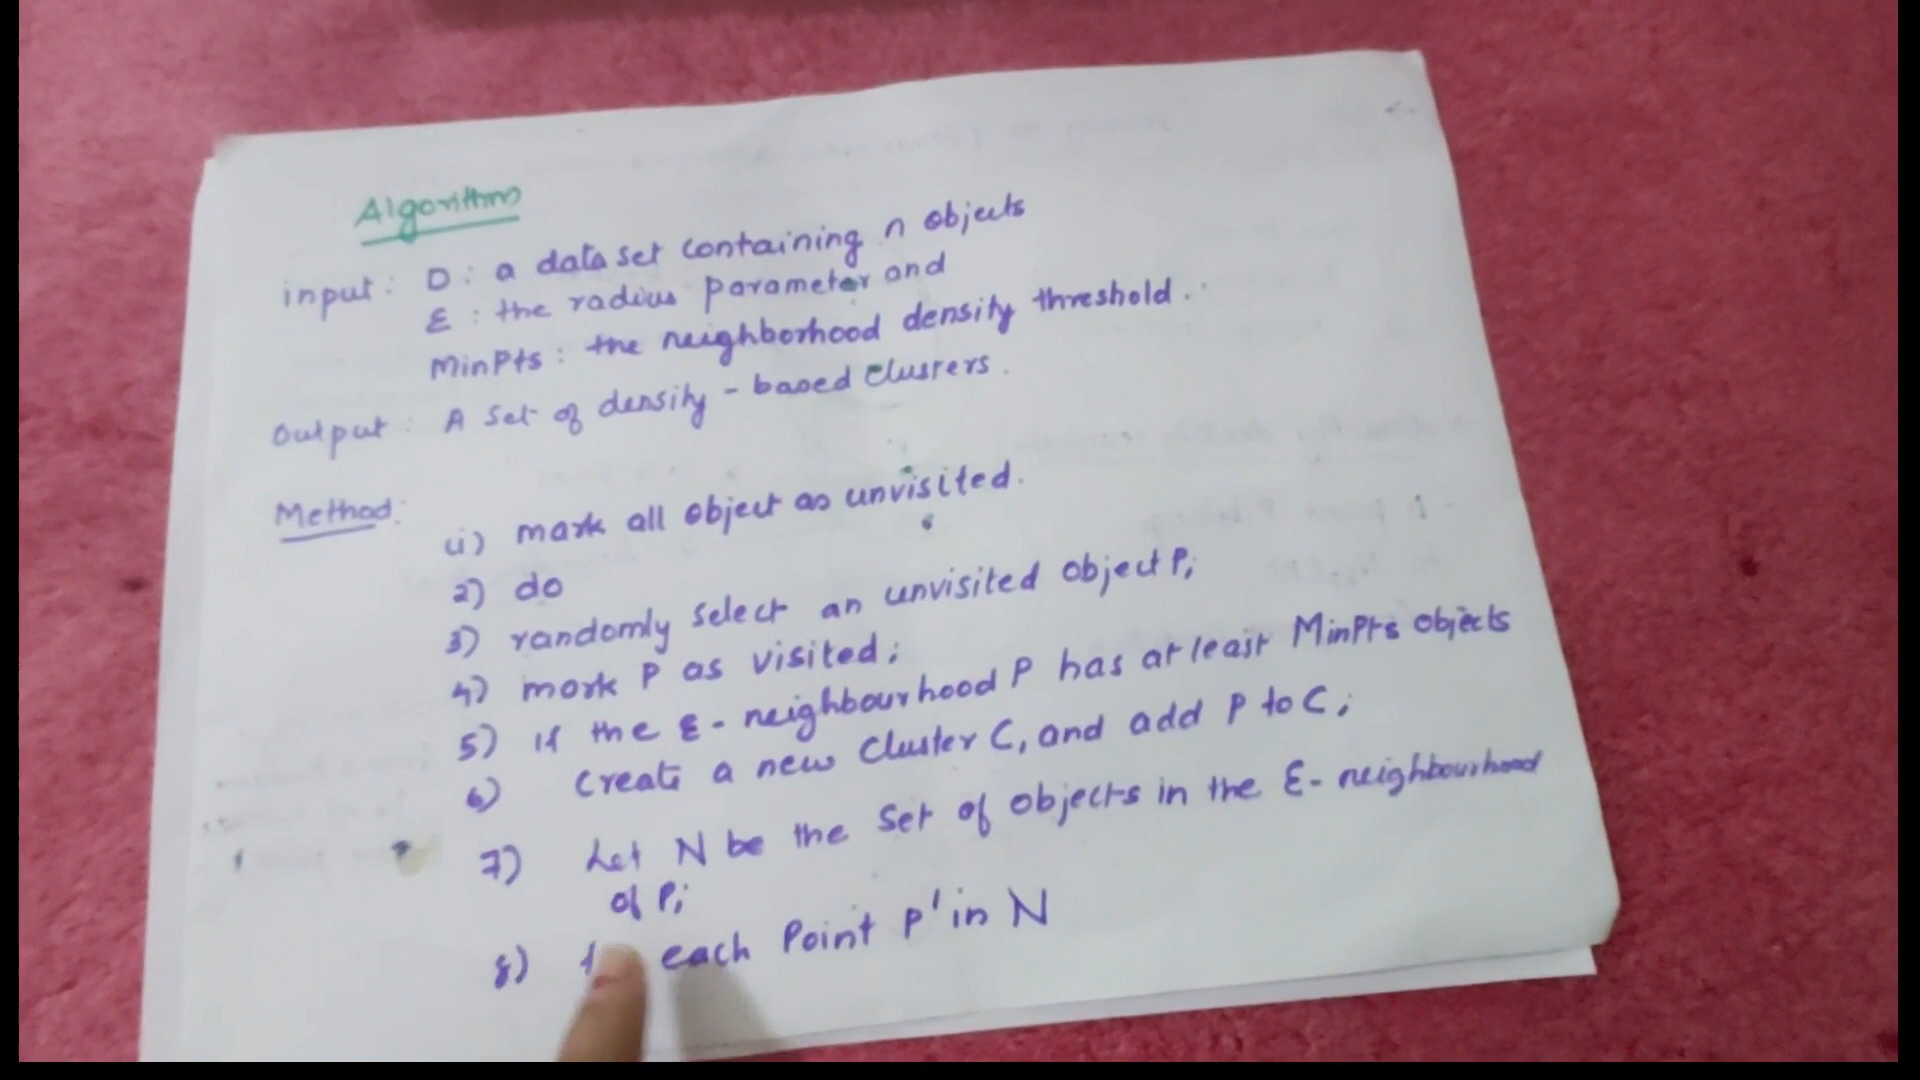 Algorithm
input: D: a data set containing n objects
ε: the radius parameter and
MinPts: the neighborhood density threshold.
Output: A Set of density-based clusters.
Method:
(1) mark all object as unvisited.
2) do
3) randomly select an unvisited object P;
4) mark P as visited;
5) if the ε-neighbourhood P has at least MinPts objects
6) Create a new cluster C, and add P to C;
7) Let N be the set of objects in the ε-neighbourhood
of P;
8) each Point P' in N